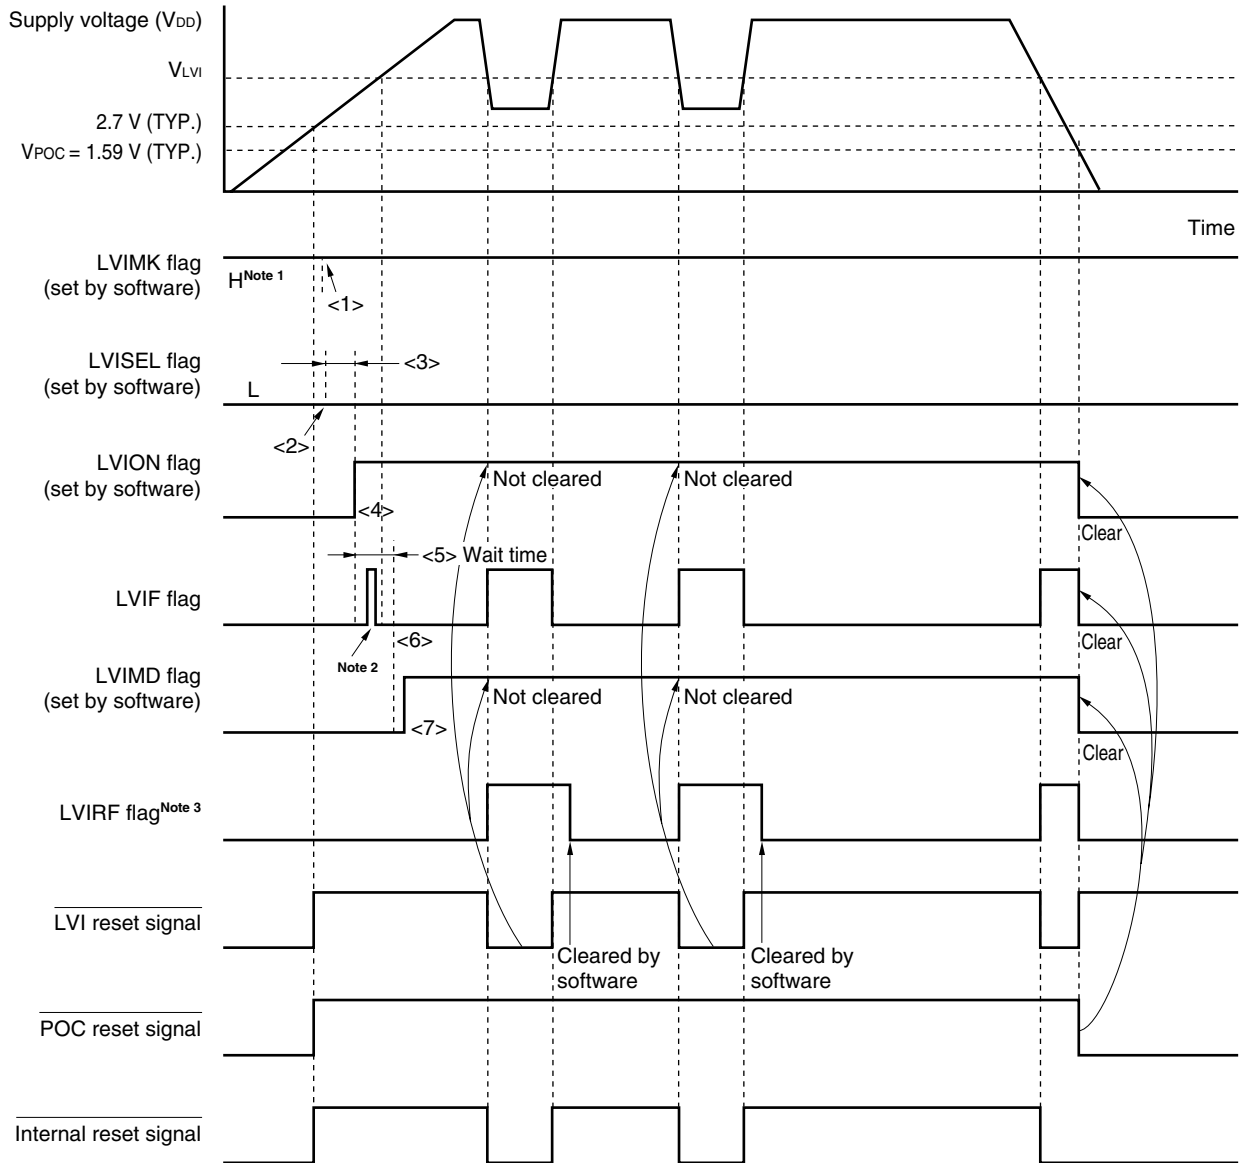 Supply voltage (VDD)
VLVI
2.7 V (TYP.)
VPOC = 1.59 V (TYP.)
Time
LVIMK flag
(set by software)
H Note 1
<1>
LVISEL flag
(set by software)
<3>
L
<2>
LVION flag
(set by software)
Not cleared
Not cleared
<4>
Clear
<5> Wait time
LVIF flag
<6>
Note 2
Clear
LVIMD flag
(set by software)
Not cleared
Not cleared
<7>
Clear
LVIRF flag Note 3
LVI reset signal
Cleared by
software
Cleared by
software
POC reset signal
Internal reset signal